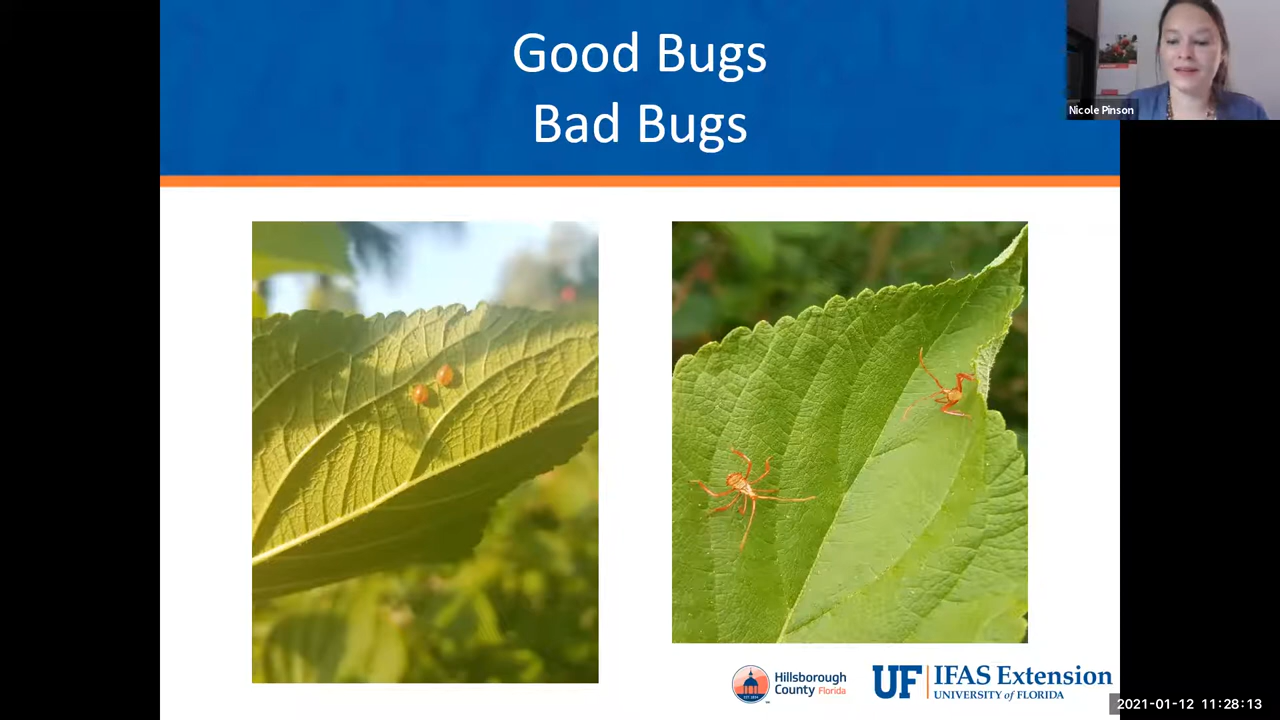 Good Bugs
Bad Bugs
Nicole Pinson
Hillsborough
County Florida
UF IFAS Extension
UNIVERSITY of FLORIDA
2021-01-12 11:28:13